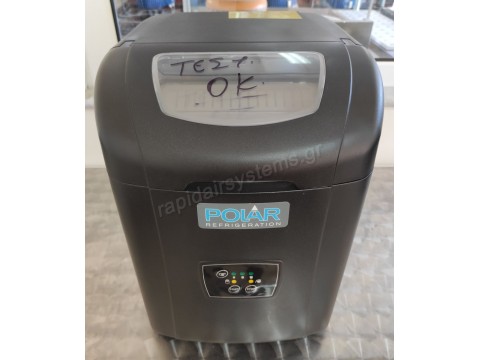 ΤΕΣΤ.
OK.
rapidairsystems.gr
POLAR
REFRIGERATION